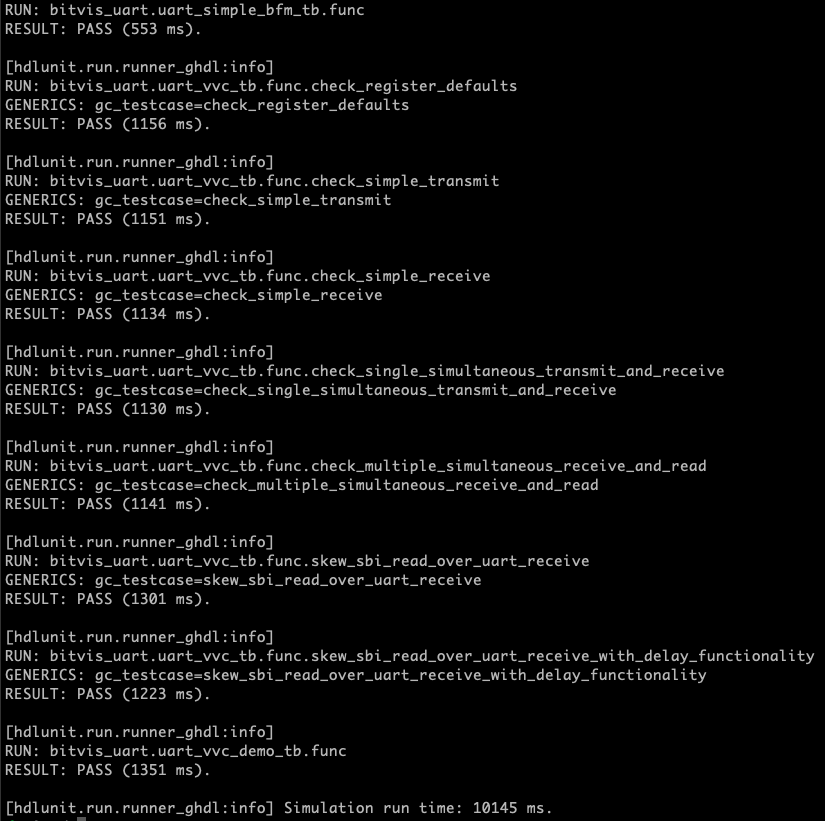 RUN: bitvis_uart.uart_simple_bfm_tb.func
RESULT: PASS (553 ms).
[hdlunit.run.runner_ghdl:info]
RUN: bitvis_uart.uart_vvc_tb.func.check_register_defaults
GENERICS: gc_testcase=check_register_defaults
RESULT: PASS (1156 ms).
[hdlunit.run.runner_ghdl:info]
RUN: bitvis_uart.uart_vvc_tb.func.check_simple_transmit
GENERICS: gc_testcase=check_simple_transmit
RESULT: PASS (1151 ms).
[hdlunit.run.runner_ghdl:info]
RUN: bitvis_uart.uart_vvc_tb.func.check_simple_receive
GENERICS: gc_testcase=check_simple_receive
RESULT: PASS (1134 ms).
[hdlunit.run.runner_ghdl:info]
RUN: bitvis_uart.uart_vvc_tb.func.check_single_simultaneous_transmit_and_receive
GENERICS: gc_testcase=check_single_simultaneous_transmit_and_receive
RESULT: PASS (1130 ms).
[hdlunit.run.runner_ghdl:info]
RUN: bitvis_uart.uart_vvc_tb.func.check_multiple_simultaneous_receive_and_read
GENERICS: gc_testcase=check_multiple_simultaneous_receive_and_read
RESULT: PASS (1141 ms).
[hdlunit.run.runner_ghdl:info]
RUN: bitvis_uart.uart_vvc_tb.func.skew_sbi_read_over_uart_receive
GENERICS: gc_testcase=skew_sbi_read_over_uart_receive
RESULT: PASS (1301 ms).
[hdlunit.run.runner_ghdl:info]
RUN: bitvis_uart.uart_vvc_tb.func.skew_sbi_read_over_uart_receive_with_delay_functionality
GENERICS: gc_testcase=skew_sbi_read_over_uart_receive_with_delay_functionality
RESULT: PASS (1223 ms).
[hdlunit.run.runner_ghdl:info]
RUN: bitvis_uart.uart_vvc_demo_tb.func
RESULT: PASS (1351 ms).
[hdlunit.run.runner_ghdl:info] Simulation run time: 10145 ms.